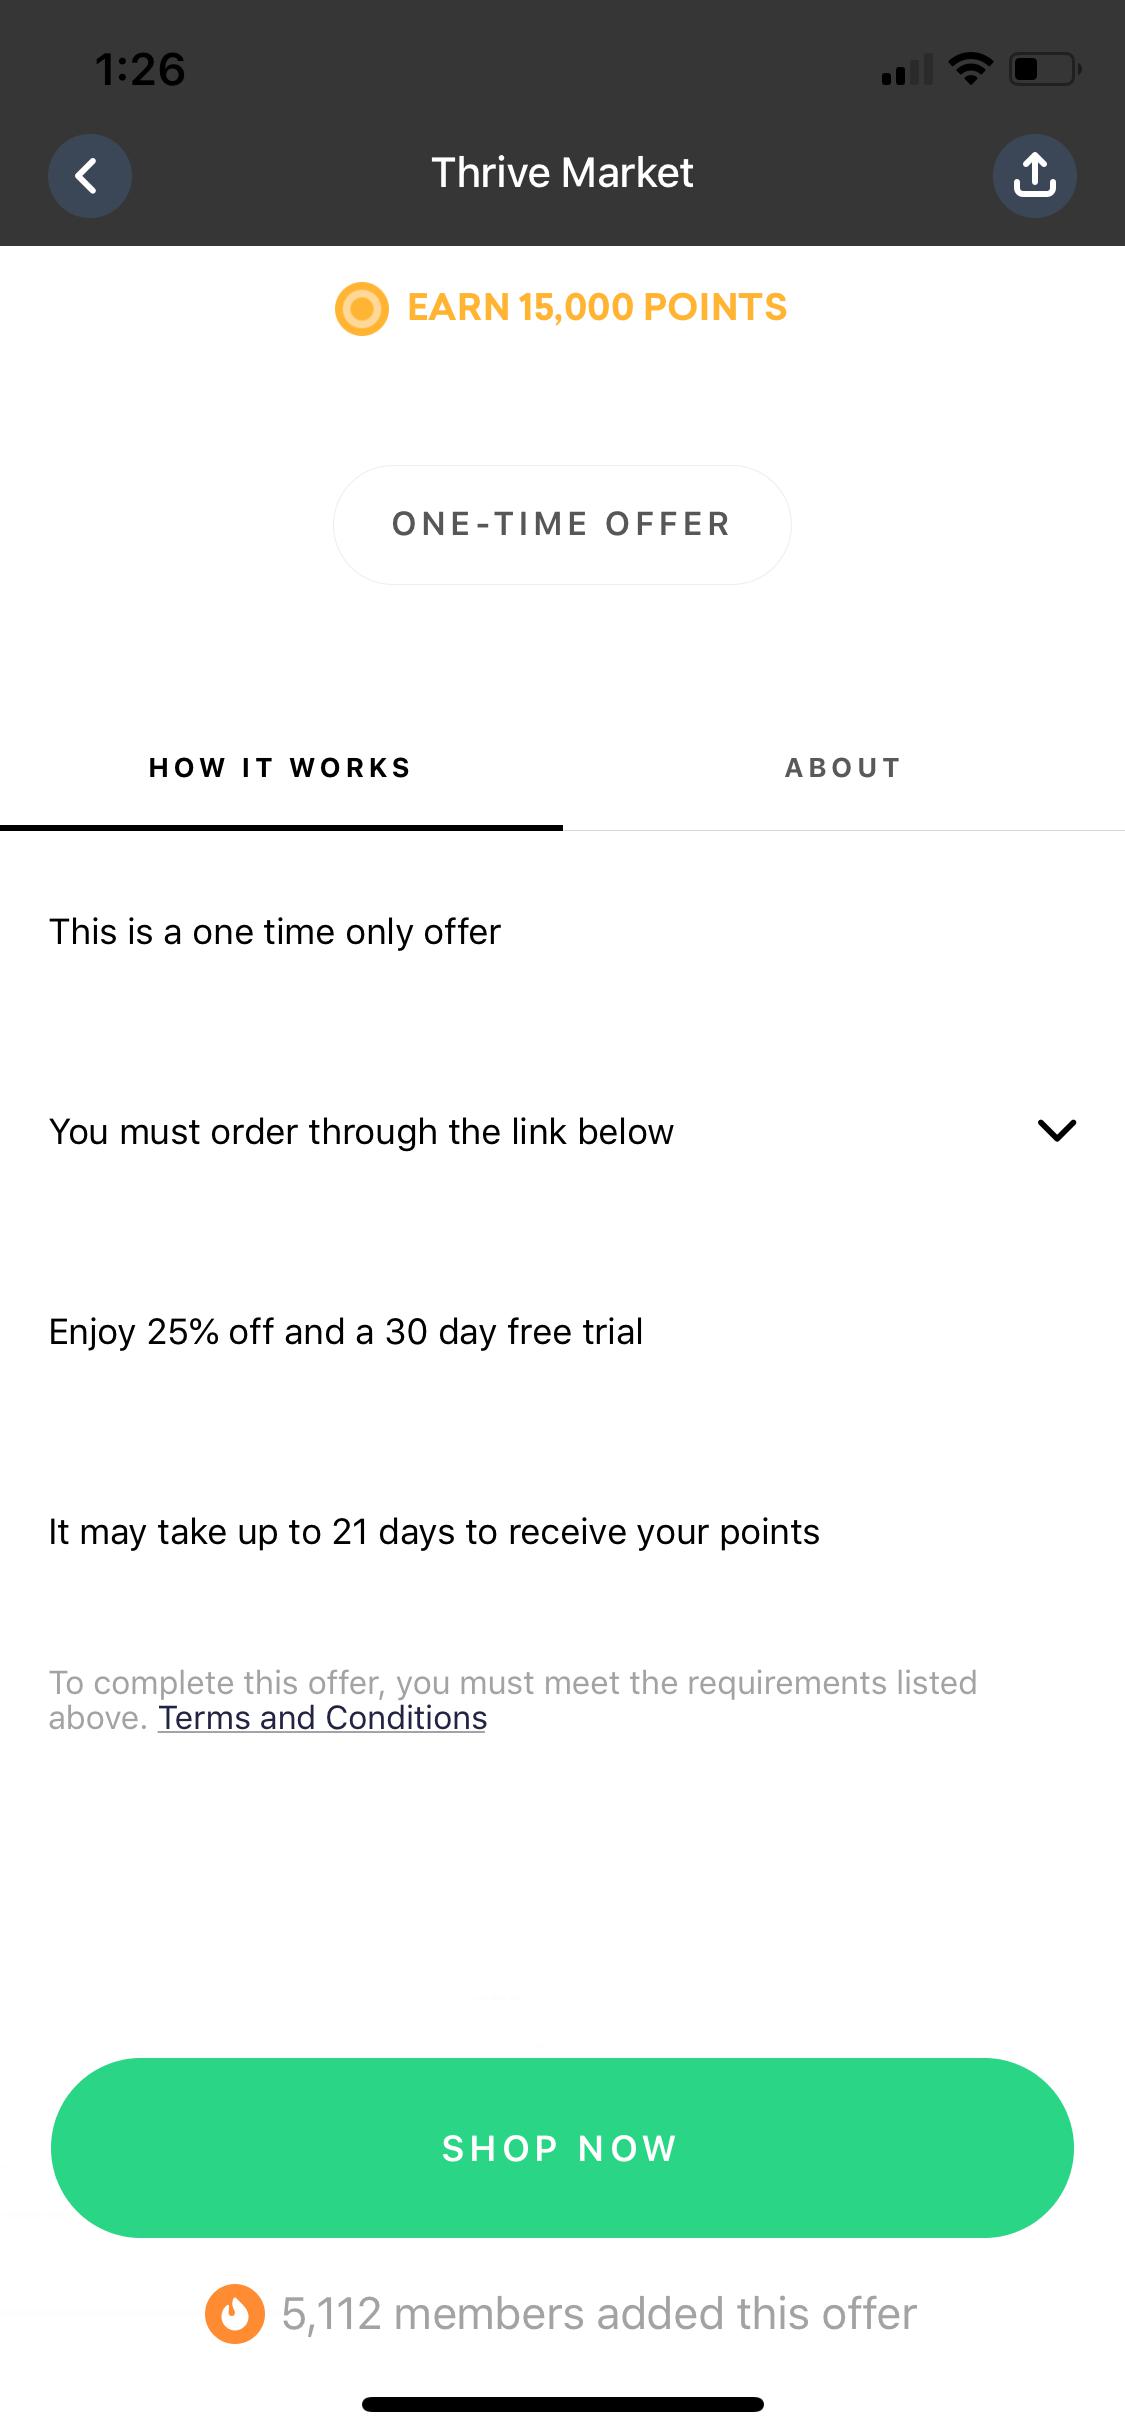 1:26
Thrive Market
EARN 15,000 POINTS
ONE-TIME OFFER
HOW IT WORKS
ABOUT
This is a one time only offer
You must order through the link below
Enjoy 25% off and a 30 day free trial
It may take up to 21 days to receive your points
To complete this offer, you must meet the requirements listed
above. Terms and Conditions
SHOP NOW
5,112 members added this offer